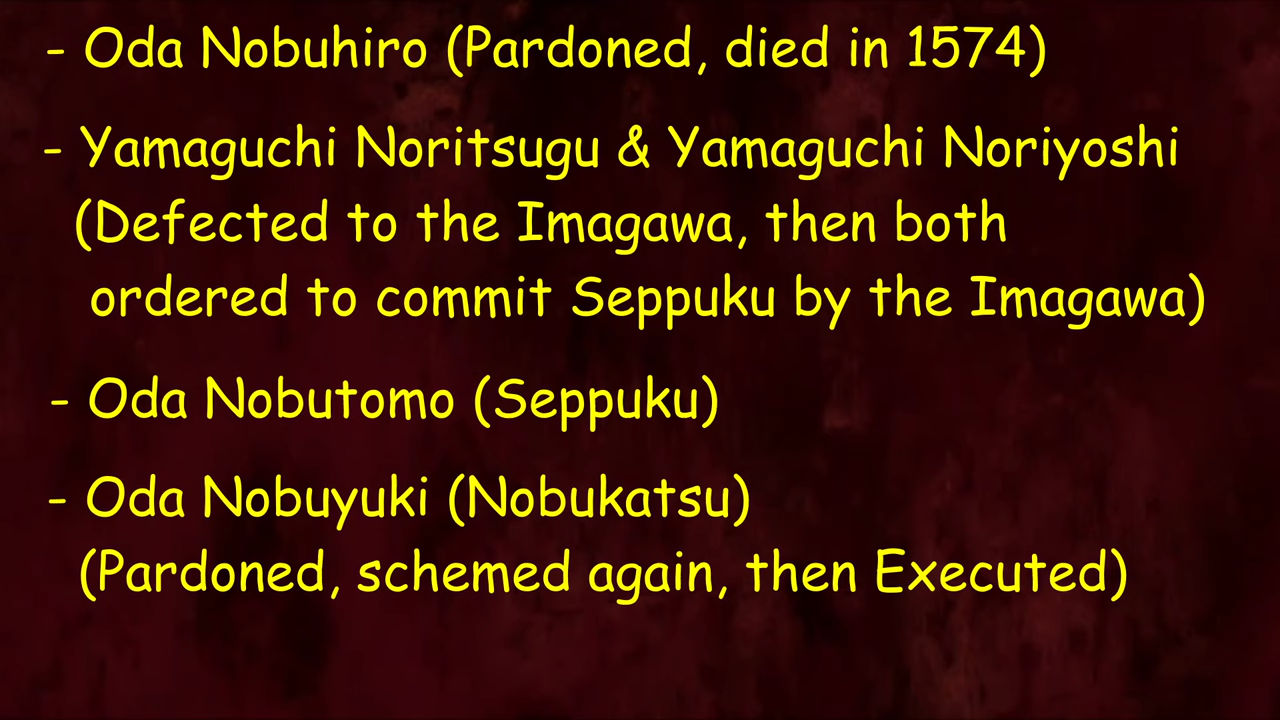 - Oda Nobuhiro (Pardoned, died in 1574)
- Yamaguchi Noritsugu & Yamaguchi Noriyoshi
(Defected to the Imagawa, then both
ordered to commit Seppuku by the Imagawa)
- Oda Nobutomo (Seppuku)
- Oda Nobuyuki (Nobukatsu)
(Pardoned, schemed again, then Executed)